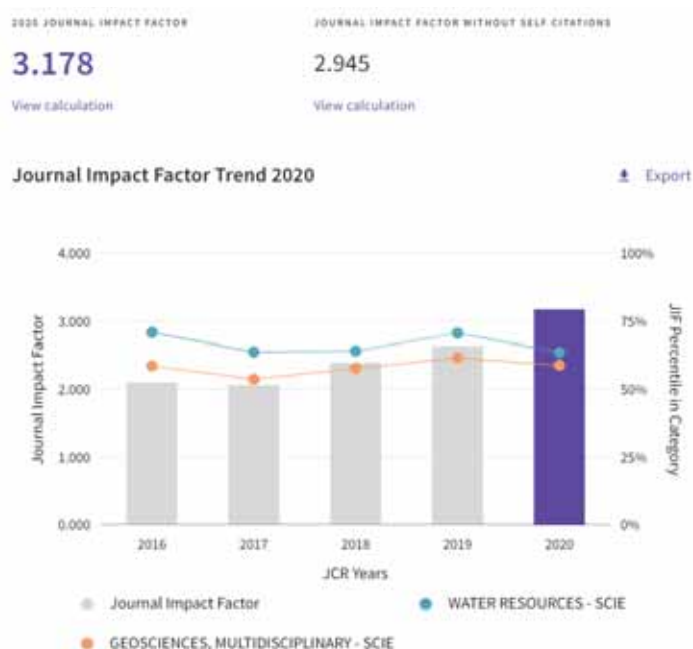 2020 JOURNAL IMPACT FACTOR
JOURNAL IMPACT FACTOR WITHOUT SELF CITATIONS
3.178
2.945
View calculation
View calculation
Journal Impact Factor Trend 2020
Export
4.000
100%
3.000
75%
2.000
50%
1.000
25%
0.000
0%
Journal Impact Factor
JIF Percentile in Category
2016
2017
2018
2019
2020
JCR Years
Journal Impact Factor
WATER RESOURCES - SCIE
GEOSCIENCES, MULTIDISCIPLINARY - SCIE